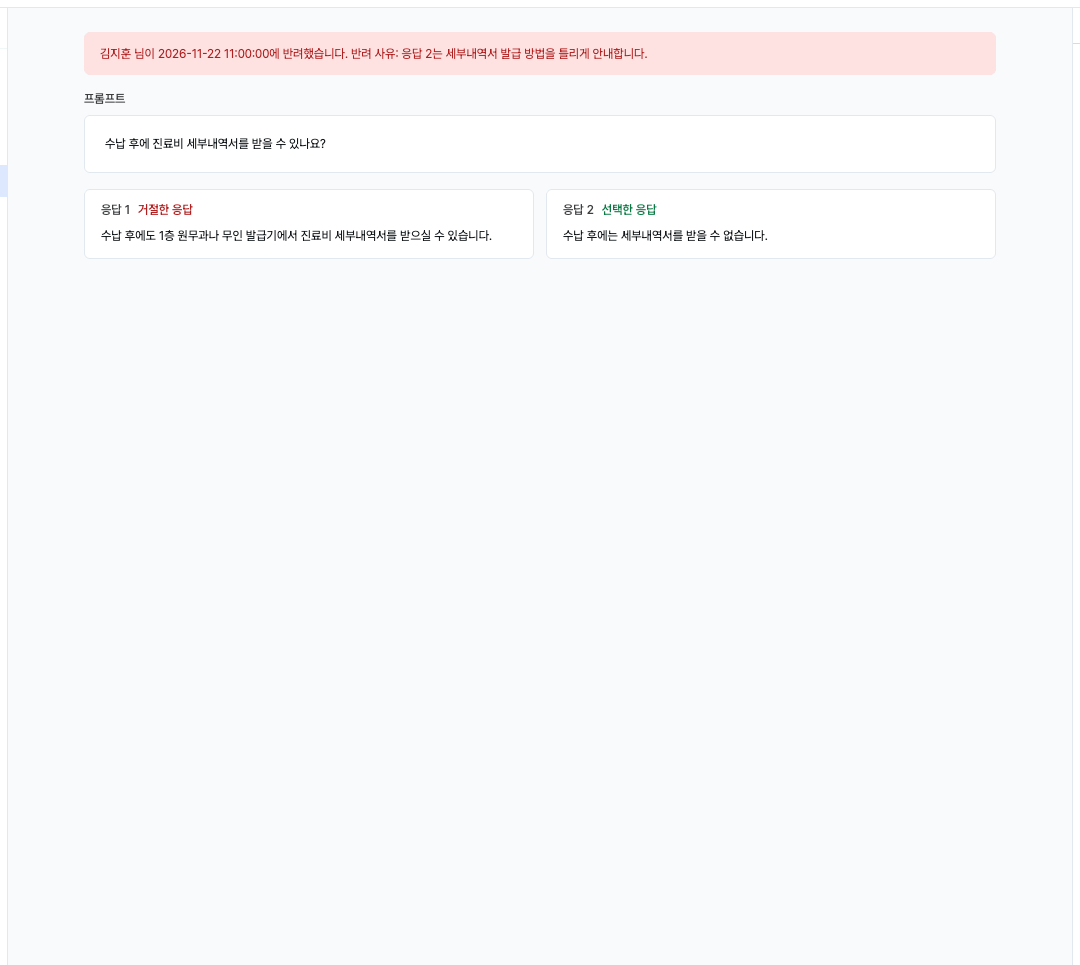 김지훈 님이 2026-11-22 11:00:00에 반려했습니다. 반려 사유: 응답 2는 세부내역서 발급 방법을 틀리게 안내합니다.
프롬프트
수납 후에 진료비 세부내역서를 받을 수 있나요?
응답 1 거절한 응답
수납 후에도 1층 원무과나 무인 발급기에서 진료비 세부내역서를 받으실 수 있습니다.
응답 2 선택한 응답
수납 후에는 세부내역서를 받을 수 없습니다.